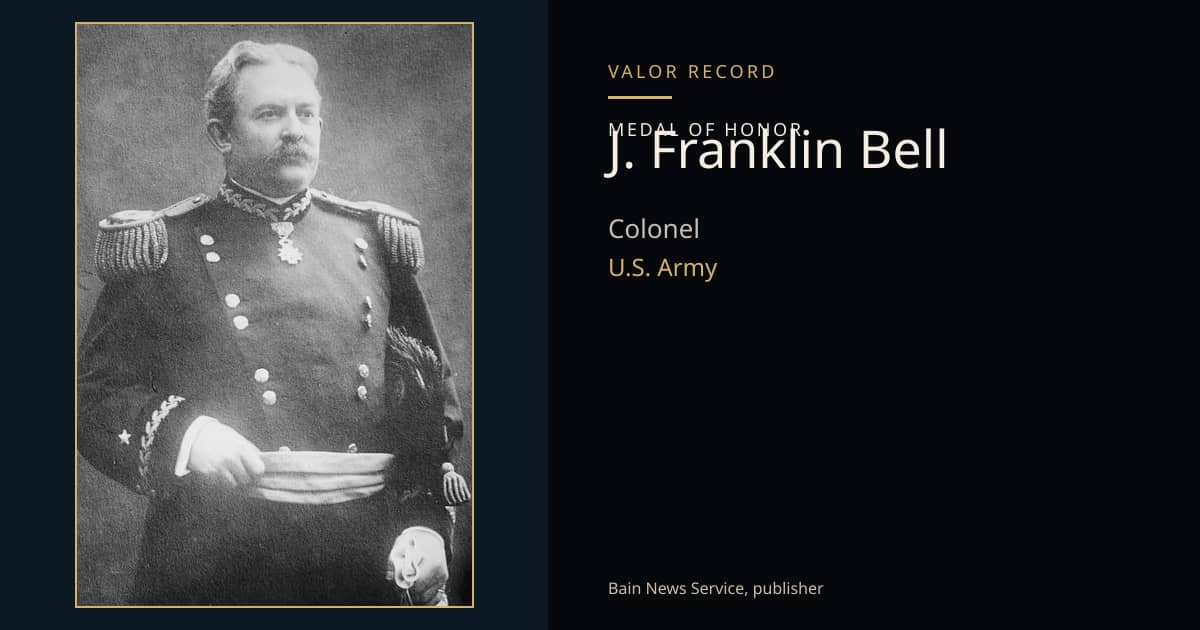 VALOR RECORD
MEDAL OF HONOR
J. Franklin Bell
Colonel
U.S. Army
Bain News Service, publisher